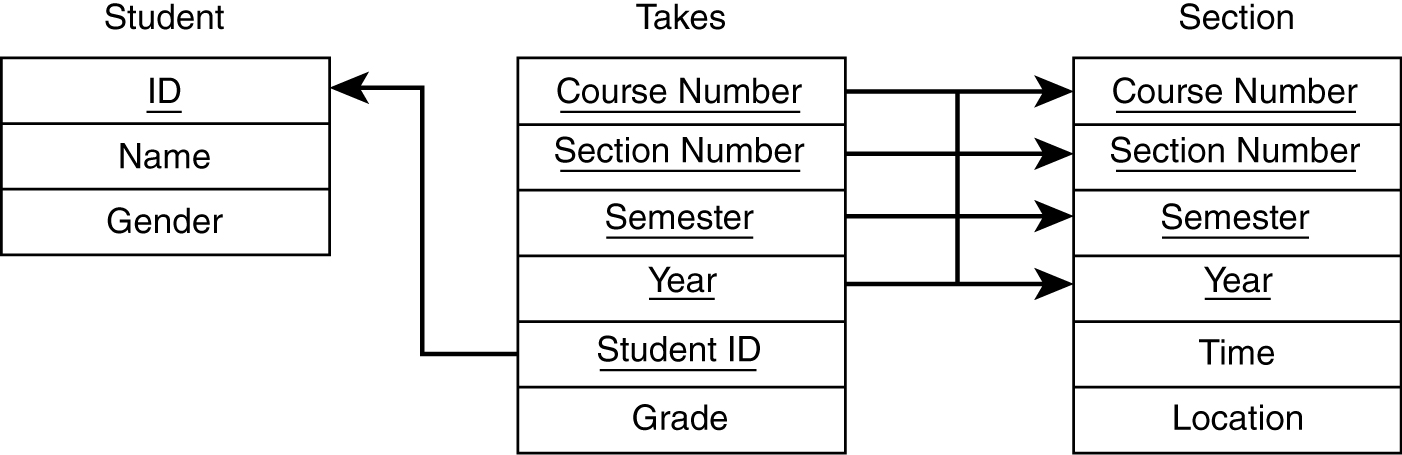 Student
ID
Name
Gender
Takes
Course Number
Section Number
Semester
Year
Student ID
Grade
Section
Course Number
Section Number
Semester
Year
Time
Location